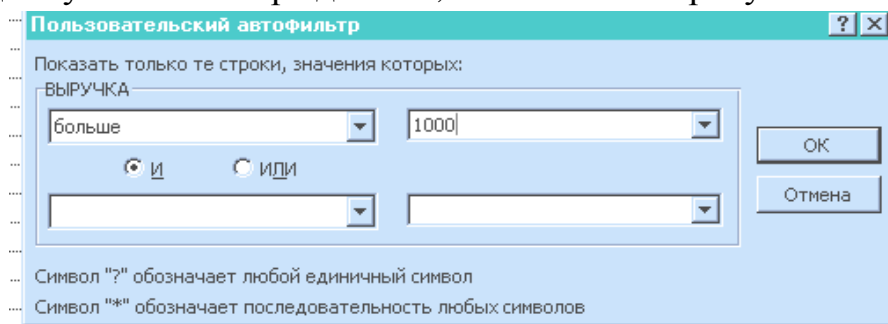 Пользовательский автофильтр
Показать только те строки, значения которых:
ВЫРУЧКА
больше 1000
И ИЛИ
ОК
Отмена
Символ "?" обозначает любой единичный символ
Символ "*" обозначает последовательность любых символов